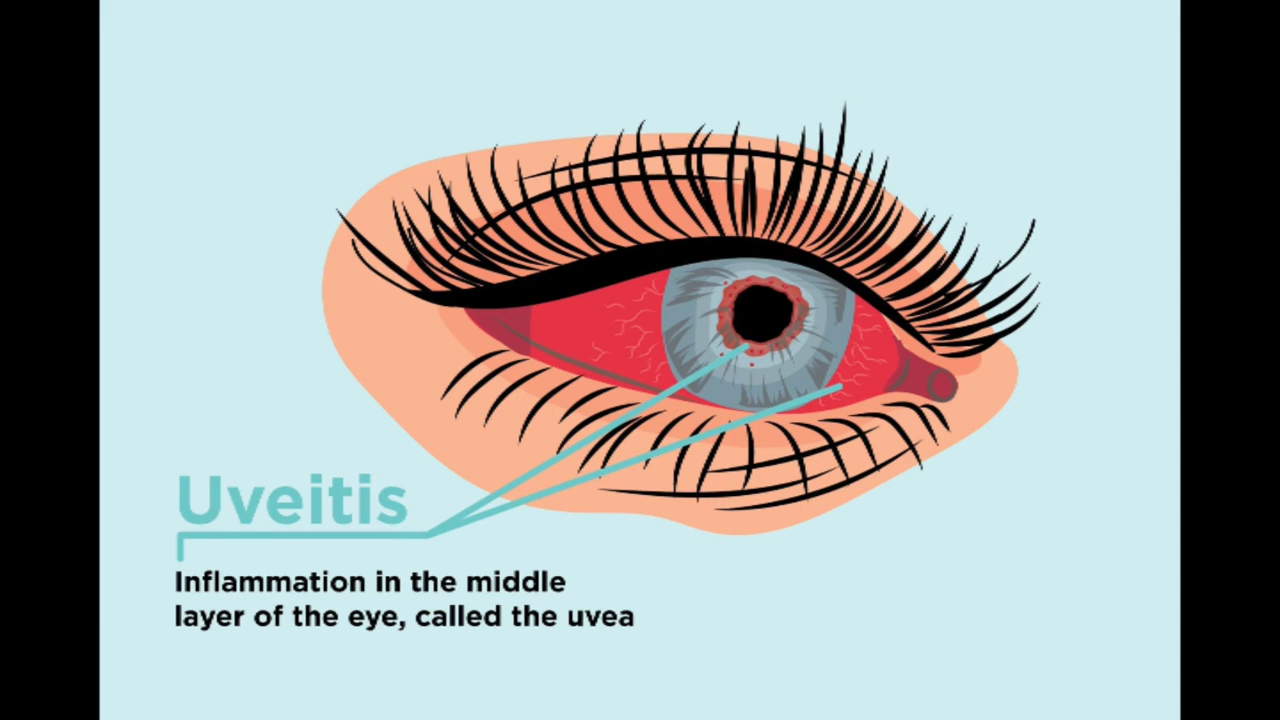 Uveitis
Inflammation in the middle
layer of the eye, called the uvea